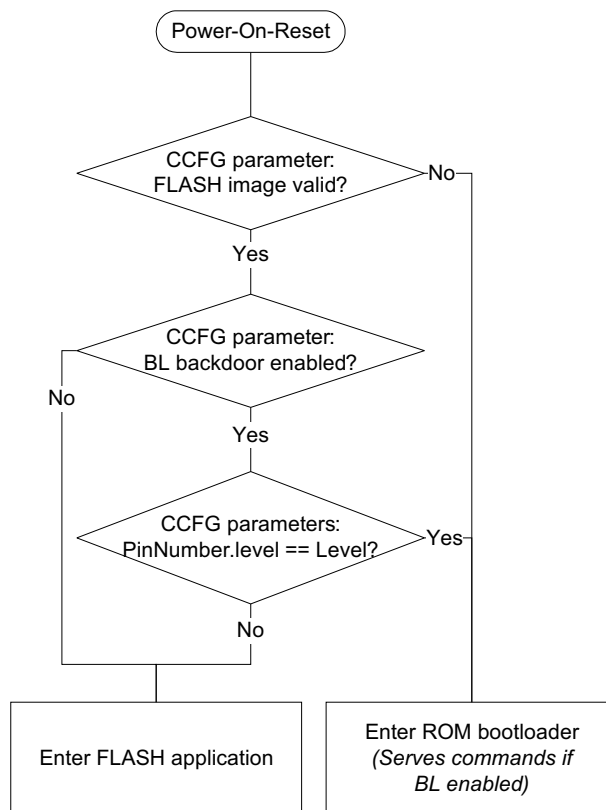 Power-On-Reset
CCFG parameter:
FLASH image valid?
No
Yes
CCFG parameter:
BL backdoor enabled?
No
Yes
CCFG parameters:
PinNumber.level == Level?
Yes
No
Enter FLASH application
Enter ROM bootloader
(Serves commands if
BL enabled)